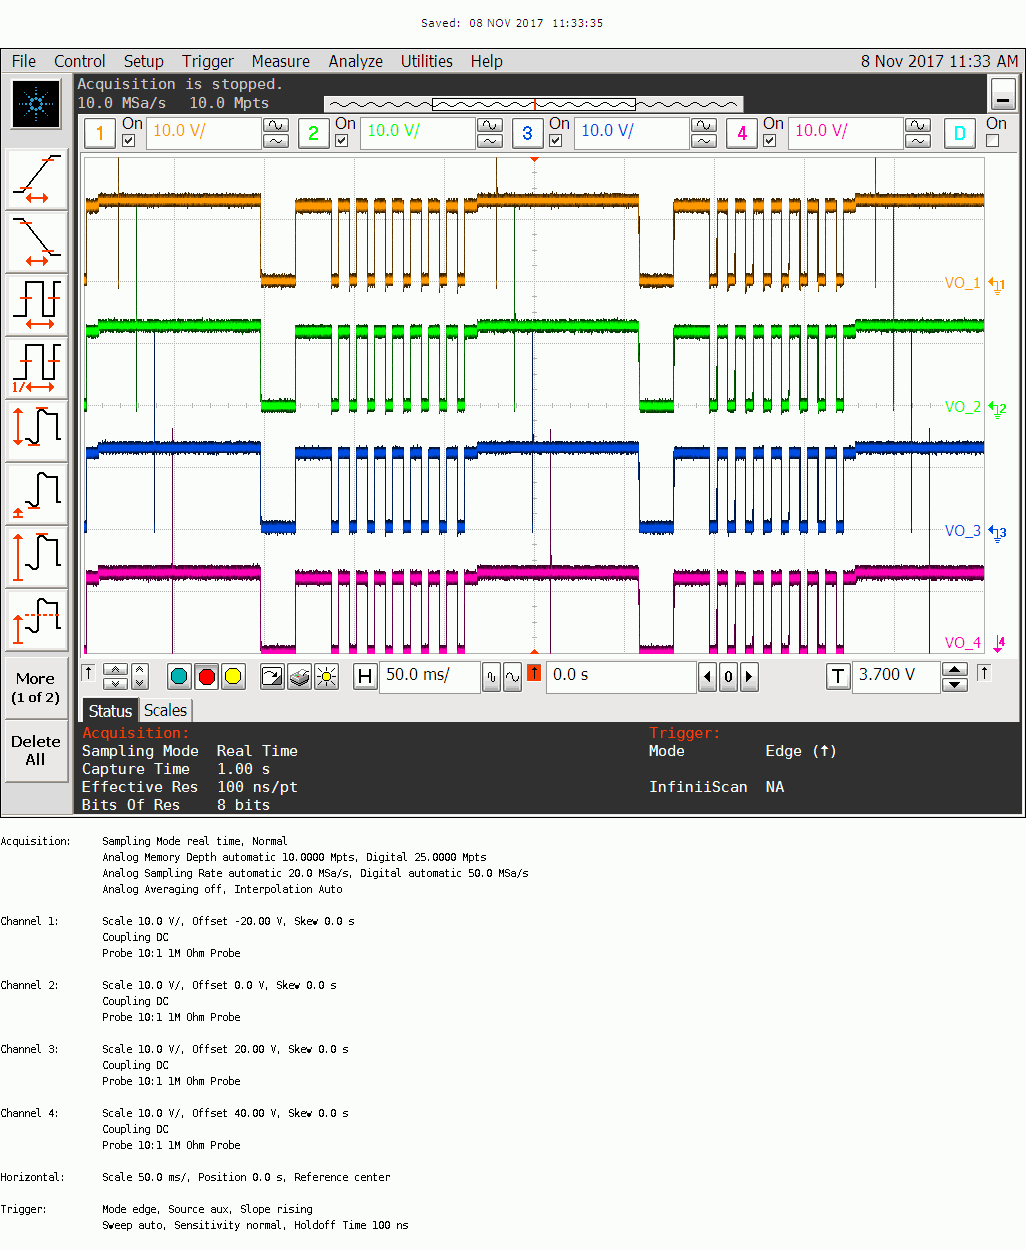 Saved:  08 NOV 2017  11:33:35
File Control Setup Trigger Measure Analyze Utilities Help 8 Nov 2017 11:33 AM
Acquisition is stopped.
10.0 MSa/s 10.0 Mpts
1 On 10.0 V/ 2 On 10.0 V/ 3 On 10.0 V/ 4 On 10.0 V/ D On
VO_1 1
VO_2 2
VO_3 3
VO_4 4
1/
More
(1 of 2)
Delete
All
H 50.0 ms/ 0.0 s 0 T 3.700 V
Status Scales
Acquisition: Trigger:
Sampling Mode Real Time Mode Edge (↑)
Capture Time 1.00 s
Effective Res 100 ns/pt InfiniiScan NA
Bits Of Res 8 bits
Acquisition: Sampling Mode real time, Normal
Analog Memory Depth automatic 10.0000 Mpts, Digital 25.0000 Mpts
Analog Sampling Rate automatic 20.0 MSa/s, Digital automatic 50.0 MSa/s
Analog Averaging off, Interpolation Auto
Channel 1: Scale 10.0 V/, Offset -20.00 V, Skew 0.0 s
Coupling DC
Probe 10:1 1M Ohm Probe
Channel 2: Scale 10.0 V/, Offset 0.0 V, Skew 0.0 s
Coupling DC
Probe 10:1 1M Ohm Probe
Channel 3: Scale 10.0 V/, Offset 20.00 V, Skew 0.0 s
Coupling DC
Probe 10:1 1M Ohm Probe
Channel 4: Scale 10.0 V/, Offset 40.00 V, Skew 0.0 s
Coupling DC
Probe 10:1 1M Ohm Probe
Horizontal: Scale 50.0 ms/, Position 0.0 s, Reference center
Trigger: Mode edge, Source aux, Slope rising
Sweep auto, Sensitivity normal, Holdoff Time 100 ns